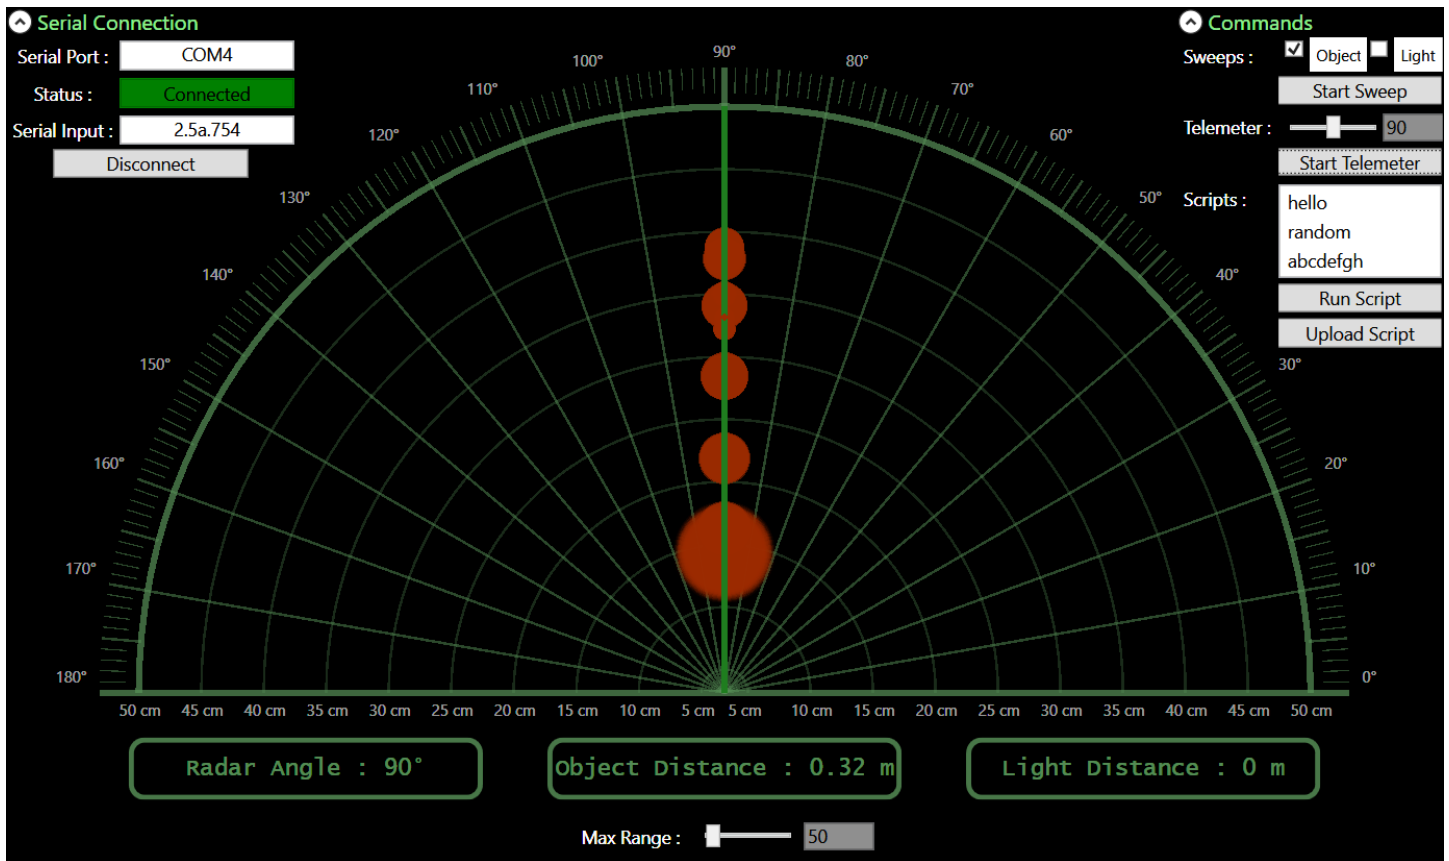 Serial Connection
Serial Port :
COM4
Status :
Connected
Serial Input :
2.5a.754
Disconnect
Commands
Sweeps :
Object
Light
Start Sweep
Telemeter :
90
Start Telemeter
Scripts :
hello
random
abcdefgh
Run Script
Upload Script
180°
170°
160°
150°
140°
130°
120°
110°
100°
90°
80°
70°
60°
50°
40°
30°
20°
10°
0°
50 cm 45 cm 40 cm 35 cm 30 cm 25 cm 20 cm 15 cm 10 cm 5 cm 5 cm 10 cm 15 cm 20 cm 25 cm 30 cm 35 cm 40 cm 45 cm 50 cm
Radar Angle : 90°
Object Distance : 0.32 m
Light Distance : 0 m
Max Range :
50